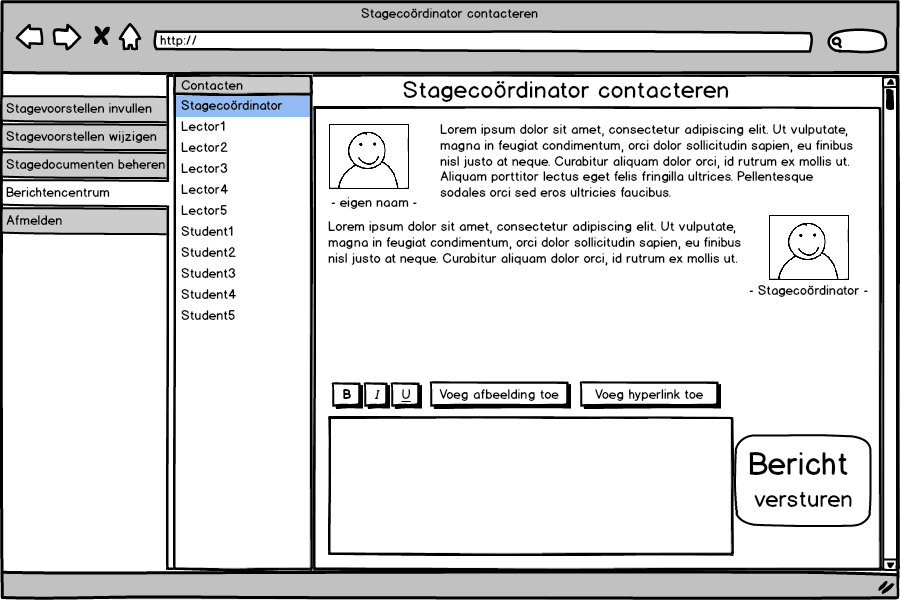 Stagecoördinator contacteren
http://
Stagevoorstellen invullen
Stagevoorstellen wijzigen
Stagedocumenten beheren
Berichtencentrum
Afmelden
Contacten
Stagecoördinator
Lector1
Lector2
Lector3
Lector4
Lector5
Student1
Student2
Student3
Student4
Student5
Stagecoördinator contacteren
- eigen naam -
Lorem ipsum dolor sit amet, consectetur adipiscing elit. Ut vulputate,
magna in feugiat condimentum, orci dolor sollicitudin sapien, eu finibus
nisl justo at neque. Curabitur aliquam dolor orci, id rutrum ex mollis ut.
Aliquam porttitor lectus eget felis fringilla ultrices. Pellentesque
sodales orci sed eros ultricies faucibus.
Lorem ipsum dolor sit amet, consectetur adipiscing elit. Ut vulputate,
magna in feugiat condimentum, orci dolor sollicitudin sapien, eu finibus
nisl justo at neque. Curabitur aliquam dolor orci, id rutrum ex mollis ut.
- Stagecoördinator -
B I U Voeg afbeelding toe Voeg hyperlink toe
Bericht
versturen